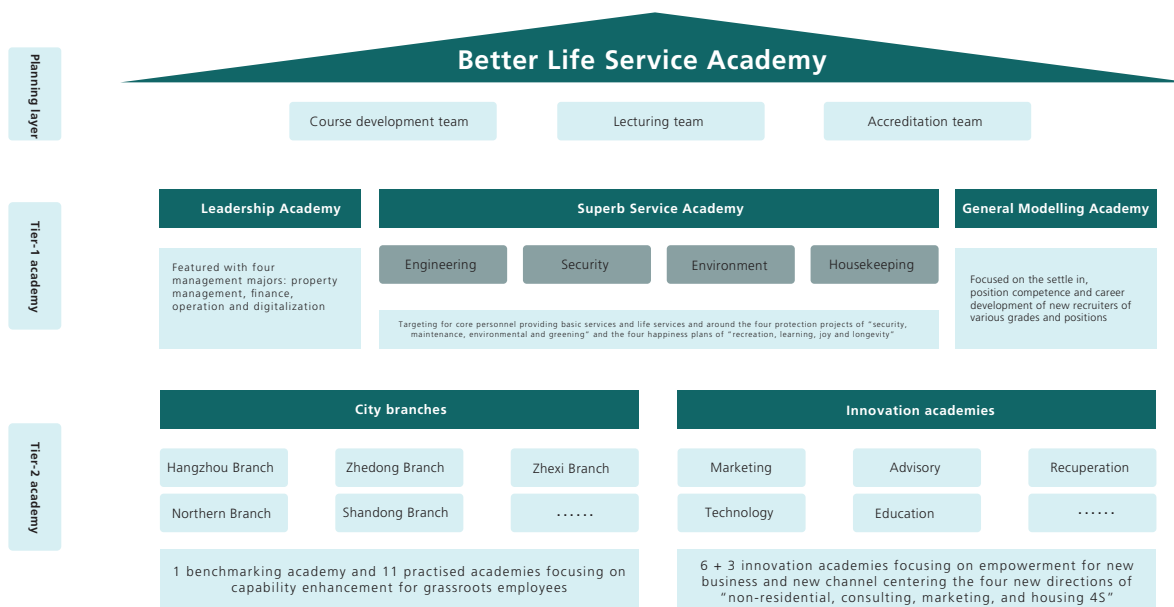 Better Life Service Academy
Planning layer
Course development team
Lecturing team
Accreditation team
Tier-1 academy
Leadership Academy
Superb Service Academy
General Modelling Academy
Featured with four
management majors: property
management, finance,
operation and digitalization
Engineering
Security
Environment
Housekeeping
Targeting for core personnel providing basic services and life services and around the four protection projects of “security,
maintenance, environmental and greening” and the four happiness plans of “recreation, learning, joy and longevity”
Focused on the settle in,
position competence and career
development of new recruiters of
various grades and positions
Tier-2 academy
City branches
Hangzhou Branch
Zhedong Branch
Zhexi Branch
Northern Branch
Shandong Branch
......
1 benchmarking academy and 11 practised academies focusing on
capability enhancement for grassroots employees
Innovation academies
Marketing
Advisory
Recuperation
Technology
Education
......
6 + 3 innovation academies focusing on empowerment for new
business and new channel centering the four new directions of
“non-residential, consulting, marketing, and housing 4S”